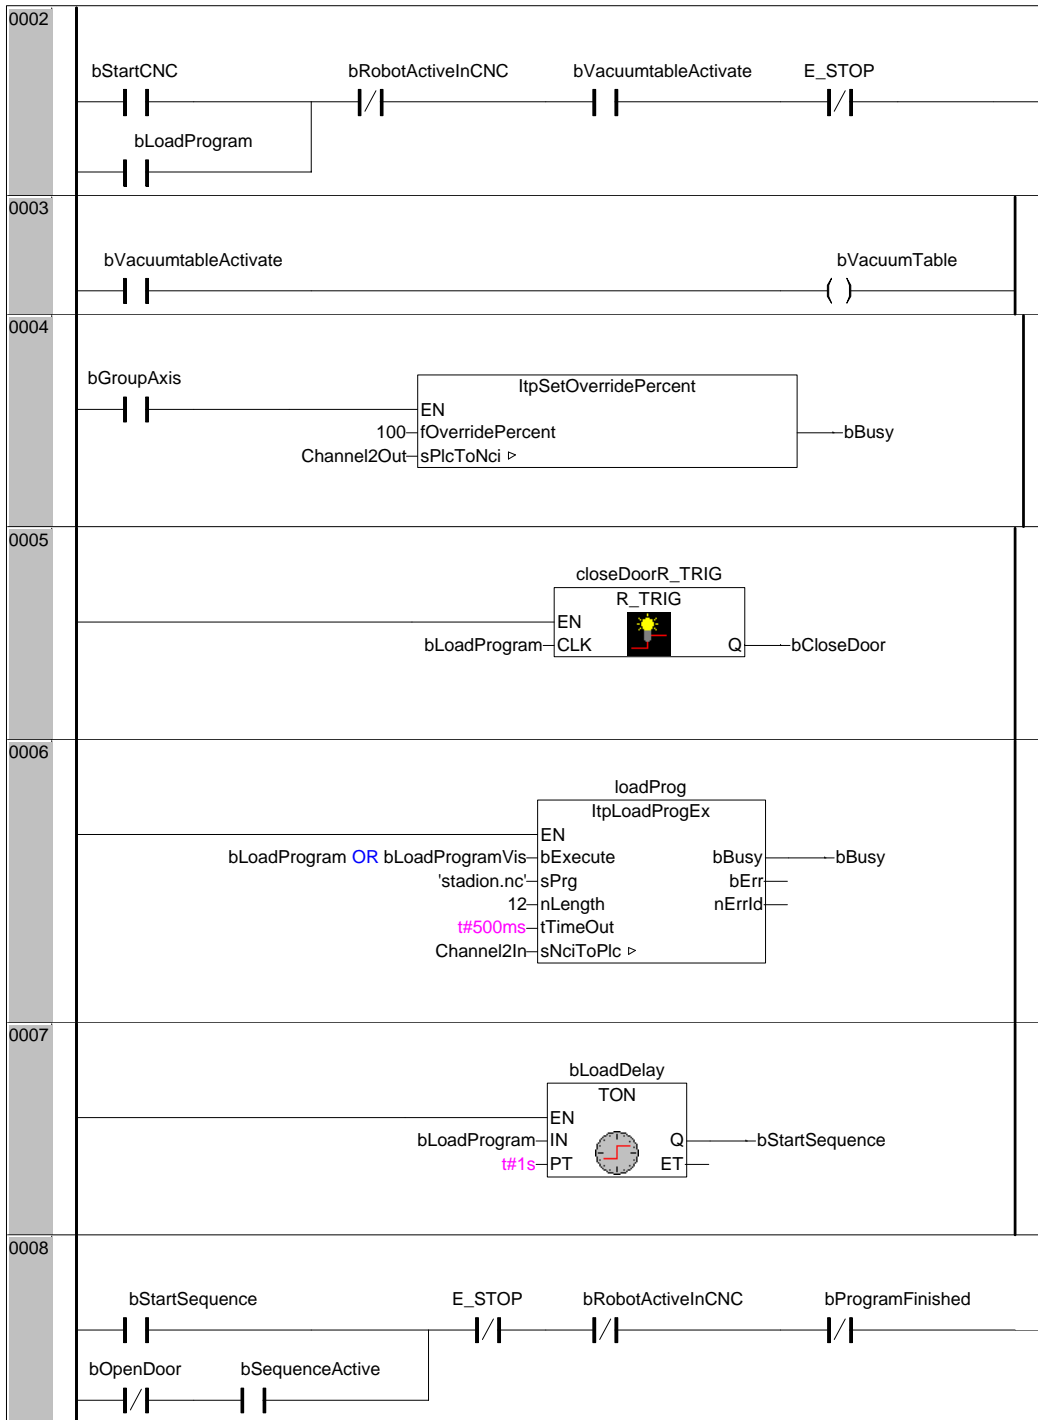 0002
bStartCNC bRobotActiveInCNC bVacuumtableActivate E_STOP
bLoadProgram
0003
bVacuumtableActivate bVacuumTable
0004
bGroupAxis
ItpSetOverridePercent
EN
100 fOverridePercent bBusy
Channel2Out sPlcToNci
0005
closeDoorR_TRIG
R_TRIG
EN
bLoadProgram CLK Q bCloseDoor
0006
loadProg
ItpLoadProgEx
EN
bLoadProgram OR bLoadProgramVis bExecute bBusy bBusy
'stadion.nc' sPrg bErr
12 nLength nErrId
t#500ms tTimeOut
Channel2In sNciToPlc
0007
bLoadDelay
TON
EN
bLoadProgram IN Q bStartSequence
t#1s PT ET
0008
bStartSequence E_STOP bRobotActiveInCNC bProgramFinished
bOpenDoor bSequenceActive